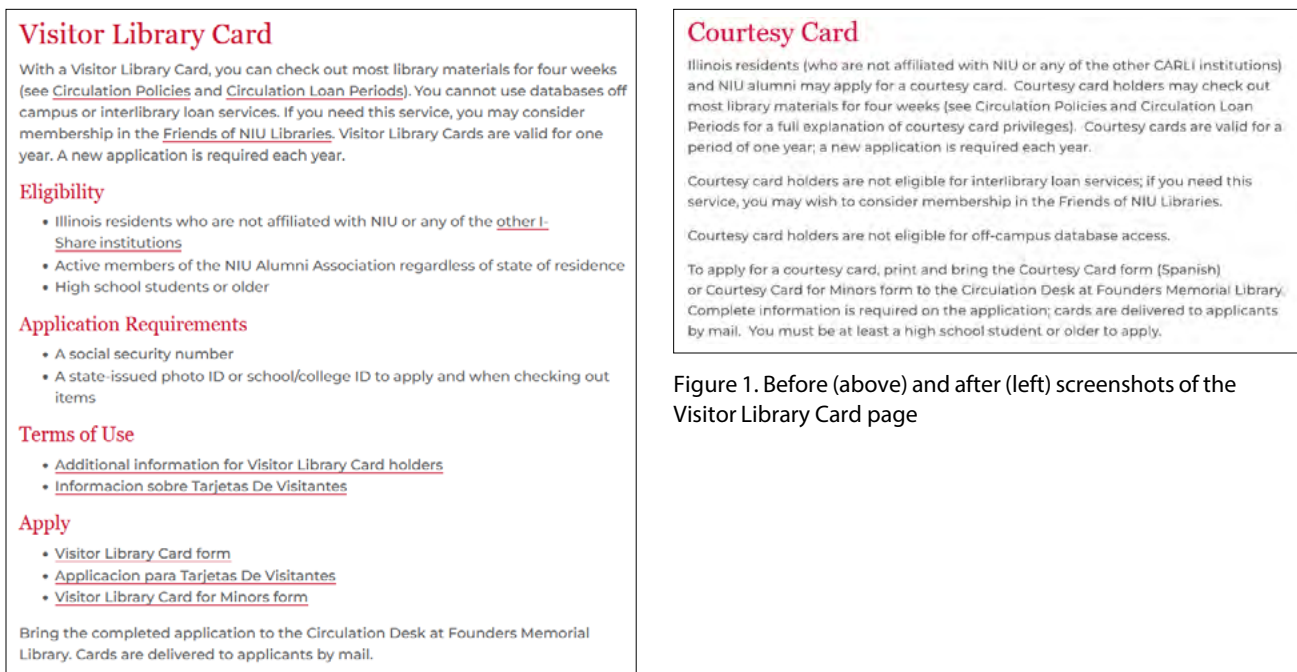 Visitor Library Card
With a Visitor Library Card, you can check out most library materials for four weeks
(see Circulation Policies and Circulation Loan Periods). You cannot use databases off
campus or interlibrary loan services. If you need this service, you may consider
membership in the Friends of NIU Libraries. Visitor Library Cards are valid for one
year. A new application is required each year.
Eligibility
• Illinois residents who are not affiliated with NIU or any of the other I-
Share institutions
• Active members of the NIU Alumni Association regardless of state of residence
• High school students or older
Application Requirements
• A social security number
• A state-issued photo ID or school/college ID to apply and when checking out
items
Terms of Use
• Additional information for Visitor Library Card holders
• Informacion sobre Tarjetas De Visitantes
Apply
• Visitor Library Card form
• Applicacion para Tarjetas De Visitantes
• Visitor Library Card for Minors form
Bring the completed application to the Circulation Desk at Founders Memorial
Library. Cards are delivered to applicants by mail.
Courtesy Card
Illinois residents (who are not affiliated with NIU or any of the other CARLI institutions)
and NIU alumni may apply for a courtesy card. Courtesy card holders may check out
most library materials for four weeks (see Circulation Policies and Circulation Loan
Periods for a full explanation of courtesy card privileges). Courtesy cards are valid for a
period of one year; a new application is required each year.
Courtesy card holders are not eligible for interlibrary loan services; if you need this
service, you may wish to consider membership in the Friends of NIU Libraries.
Courtesy card holders are not eligible for off-campus database access.
To apply for a courtesy card, print and bring the Courtesy Card form (Spanish)
or Courtesy Card for Minors form to the Circulation Desk at Founders Memorial Library.
Complete information is required on the application; cards are delivered to applicants
by mail. You must be at least a high school student or older to apply.
Figure 1. Before (above) and after (left) screenshots of the
Visitor Library Card page